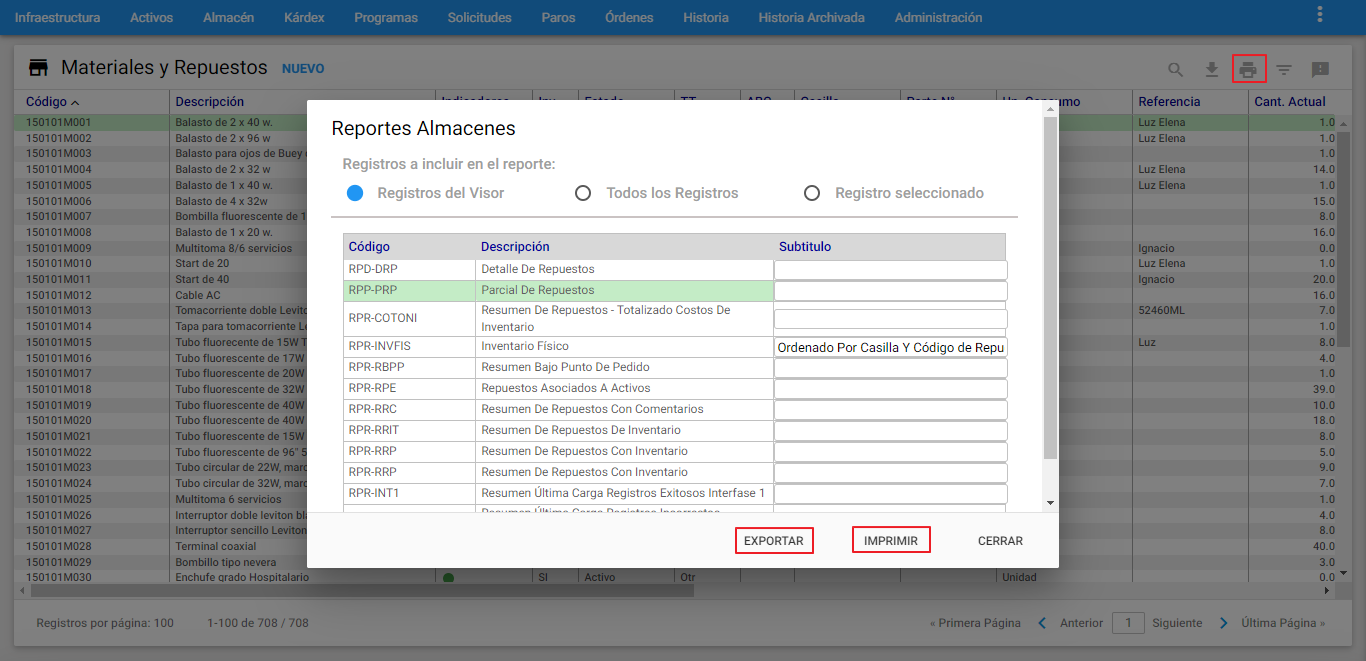 Infraestructura Activos Almacén Kárdex Programas Solicitudes Paros Órdenes Historia Historia Archivada Administración
Materiales y Repuestos NUEVO
Código Descripción Referencia Cant. Actual
150101M001 Balasto de 2 x 40 w. Luz Elena 1.0
150101M002 Balasto de 2 x 96 w Luz Elena 1.0
150101M003 Balasto para ojos de Buey 1.0
150101M004 Balasto de 2 x 32 w Luz Elena 14.0
150101M005 Balasto de 1 x 40 w. Luz Elena 1.0
150101M006 Balasto de 4 x 32w 15.0
150101M007 Bombilla fluorescente de 1 8.0
150101M008 Balasto de 1 x 20 w. 16.0
150101M009 Multitoma 8/6 servicios Ignacio 0.0
150101M010 Start de 20 Luz Elena 1.0
150101M011 Start de 40 Ignacio 20.0
150101M012 Cable AC 16.0
150101M013 Tomacorriente doble Levito 52460ML 7.0
150101M014 Tapa para tomacorriente L 1.0
150101M015 Tubo fluorecente de 15W T Luz 8.0
150101M016 Tubo fluorescente de 17W 4.0
150101M017 Tubo fluorescente de 20W 1.0
150101M018 Tubo fluorescente de 32W 39.0
150101M019 Tubo fluorescente de 40W 10.0
150101M020 Tubo fluorescente de 40W 18.0
150101M021 Tubo fluorescente de 15W 8.0
150101M022 Tubo fluorescente de 96" 5 5.0
150101M023 Tubo circular de 22W, marc 9.0
150101M024 Tubo circular de 32W, marc 7.0
150101M025 Multitoma 6 servicios 1.0
150101M026 Interruptor doble leviton bla 4.0
150101M027 Interruptor sencillo Leviton 8.0
150101M028 Terminal coaxial 40.0
150101M029 Bombillo tipo nevera 3.0
150101M030 Enchufe grado Hospitalario SI Activo Otr Unidad 0.0
Reportes Almacenes
Registros a incluir en el reporte:
Registros del Visor Todos los Registros Registro seleccionado
Código Descripción Subtitulo
RPD-DRP Detalle De Repuestos
RPP-PRP Parcial De Repuestos
RPR-COTONI Resumen De Repuestos - Totalizado Costos De
Inventario
RPR-INVFIS Inventario Físico Ordenado Por Casilla Y Código de Repu
RPR-RBPP Resumen Bajo Punto De Pedido
RPR-RPE Repuestos Asociados A Activos
RPR-RRC Resumen De Repuestos Con Comentarios
RPR-RRIT Resumen De Repuestos De Inventario
RPR-RRP Resumen De Repuestos Con Inventario
RPR-RRP Resumen De Repuestos Con Inventario
RPR-INT1 Resumen Última Carga Registros Exitosos Interfase 1
EXPORTAR IMPRIMIR CERRAR
Registros por página: 100 1-100 de 708 / 708 « Primera Página Anterior 1 Siguiente Última Página »